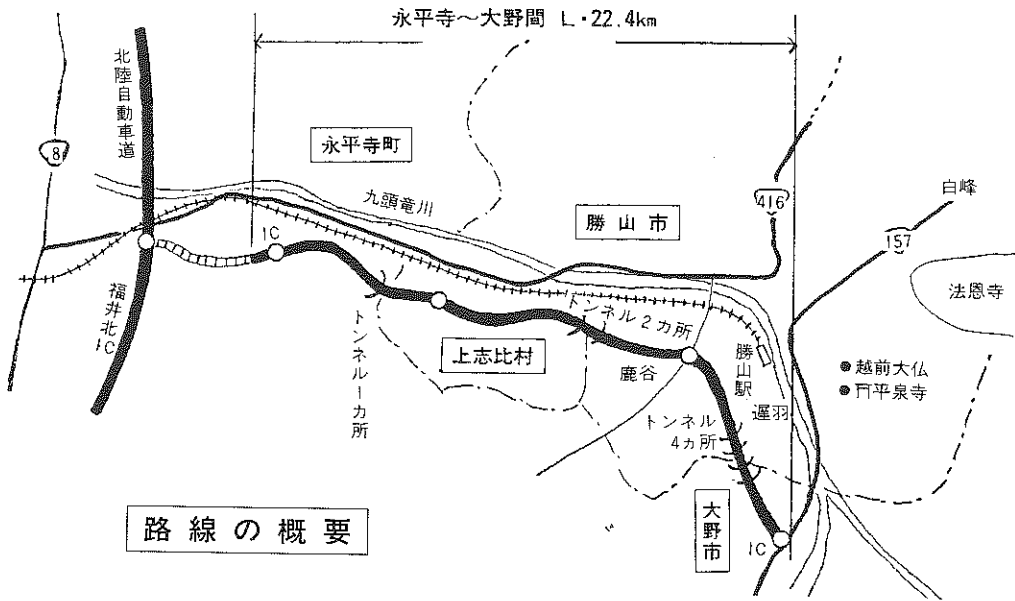 永平寺〜大野間 L・22.4km
北陸自動車道
8
永平寺町
九頭竜川
416
白峰
勝山市
157
IC
法恩寺
福井北IC
トンネル一カ所
トンネル2カ所
上志比村
鹿谷
勝山駅
●越前大仏
●平泉寺
遅羽
トンネル
4ヵ所
大野市
IC
路線の概要